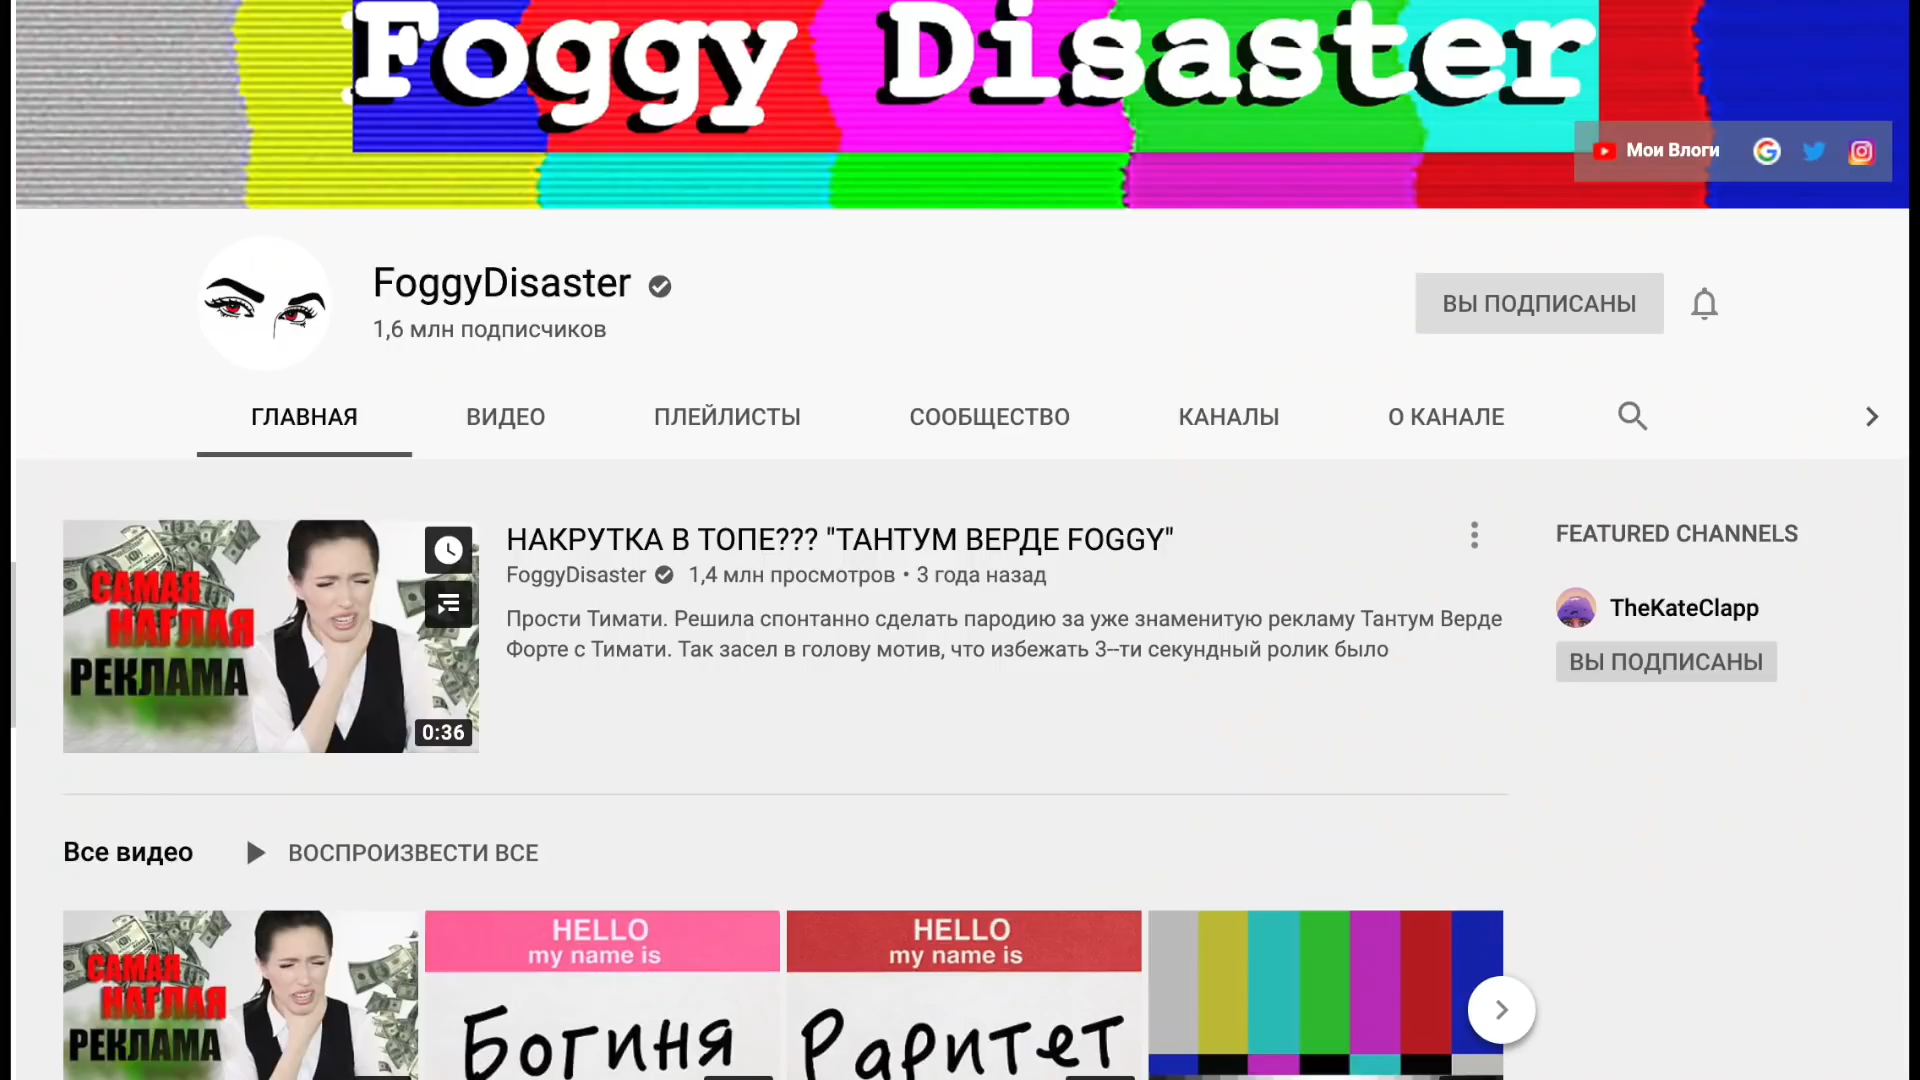 Foggy Disaster
Мои Влоги
FoggyDisaster
1,6 млн подписчиков
ВЫ ПОДПИСАНЫ
ГЛАВНАЯ ВИДЕО ПЛЕЙЛИСТЫ СООБЩЕСТВО КАНАЛЫ О КАНАЛЕ
САМАЯ
НАГЛАЯ
РЕКЛАМА
0:36
НАКРУТКА В ТОПЕ??? "ТАНТУМ ВЕРДЕ FOGGY"
FoggyDisaster 1,4 млн просмотров • 3 года назад
Прости Тимати. Решила спонтанно сделать пародию за уже знаменитую рекламу Тантум Верде
Форте с Тимати. Так засел в голову мотив, что избежать 3--ти секундный ролик было
FEATURED CHANNELS
TheKateClapp
ВЫ ПОДПИСАНЫ
Все видео ВОСПРОИЗВЕСТИ ВСЕ
САМАЯ
НАГЛАЯ
РЕКЛАМА
HELLO
my name is
Богиня
HELLO
my name is
Раритет